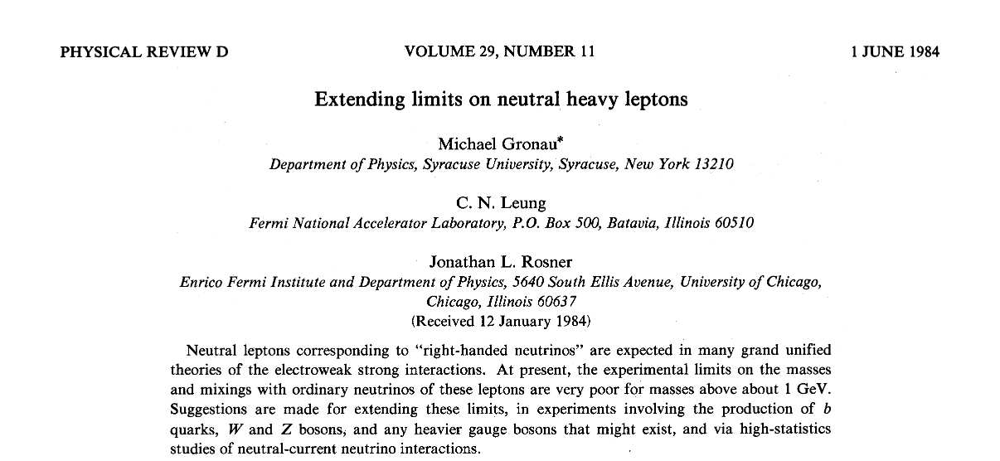 PHYSICAL REVIEW D VOLUME 29, NUMBER 11 1 JUNE 1984
Extending limits on neutral heavy leptons
Michael Gronau*
Department of Physics, Syracuse University, Syracuse, New York 13210
C. N. Leung
Fermi National Accelerator Laboratory, P.O. Box 500, Batavia, Illinois 60510
Jonathan L. Rosner
Enrico Fermi Institute and Department of Physics, 5640 South Ellis Avenue, University of Chicago,
Chicago, Illinois 60637
(Received 12 January 1984)
Neutral leptons corresponding to “right-handed neutrinos” are expected in many grand unified
theories of the electroweak strong interactions. At present, the experimental limits on the masses
and mixings with ordinary neutrinos of these leptons are very poor for masses above about 1 GeV.
Suggestions are made for extending these limits, in experiments involving the production of b
quarks, W and Z bosons, and any heavier gauge bosons that might exist, and via high-statistics
studies of neutral-current neutrino interactions.